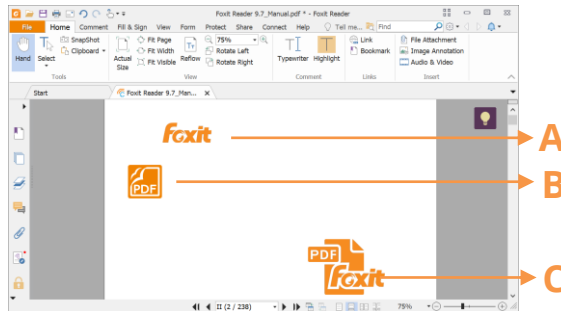 Foxit Reader 9.7_Manual.pdf * - Foxit Reader
File Home Comment Fill & Sign View Form Protect Share Connect Help Tell me... Find
Hand
Select
SnapShot
Clipboard
Tools
Actual Size
Fit Page
Fit Width
Fit Visible
Reflow
75%
Rotate Left
Rotate Right
View
Typewriter
Highlight
Comment
Link
Bookmark
Links
File Attachment
Image Annotation
Audio & Video
Insert
Start
Foxit Reader 9.7_Man...
foxit
A
PDF
B
PDF
foxit
C
II (2 / 238)
75%